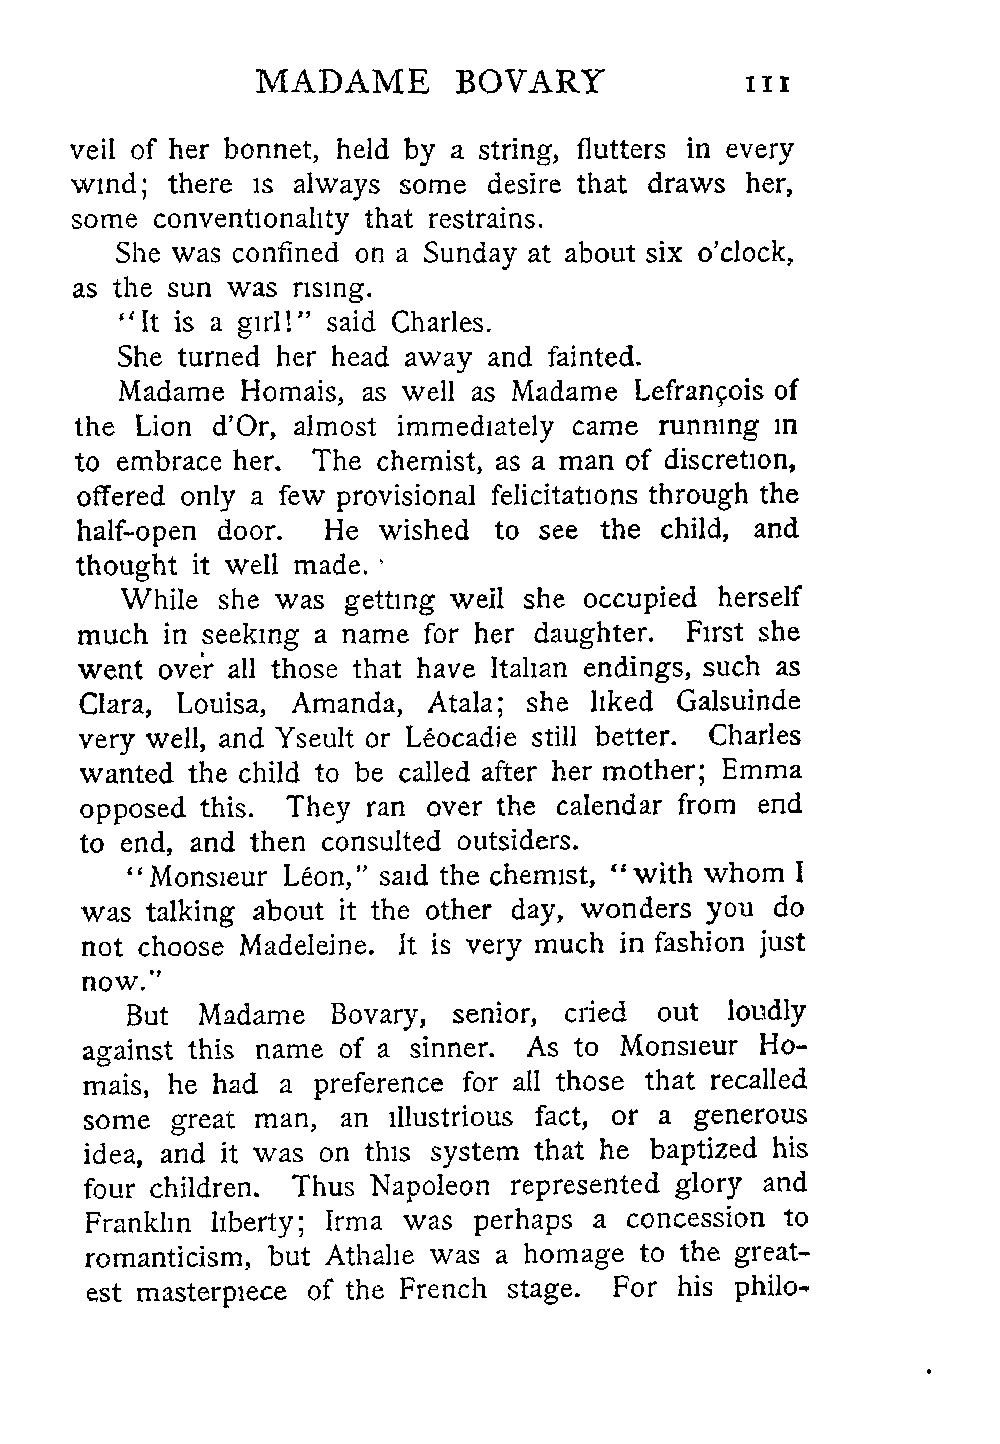 MADAME BOVARY 111
veil of her bonnet, held by a string, flutters in every
wind; there is always some desire that draws her,
some conventionality that restrains.
She was confined on a Sunday at about six o'clock,
as the sun was rising.
"It is a girl!" said Charles.
She turned her head away and fainted.
Madame Homais, as well as Madame Lefrançois of
the Lion d'Or, almost immediately came running in
to embrace her. The chemist, as a man of discretion,
offered only a few provisional felicitations through the
half-open door. He wished to see the child, and
thought it well made.
While she was getting well she occupied herself
much in seeking a name for her daughter. First she
went over all those that have Italian endings, such as
Clara, Louisa, Amanda, Atala; she liked Galsuinde
very well, and Yseult or Léocadie still better. Charles
wanted the child to be called after her mother; Emma
opposed this. They ran over the calendar from end
to end, and then consulted outsiders.
"Monsieur Léon," said the chemist, "with whom I
was talking about it the other day, wonders you do
not choose Madeleine. It is very much in fashion just
now."
But Madame Bovary, senior, cried out loudly
against this name of a sinner. As to Monsieur Ho-
mais, he had a preference for all those that recalled
some great man, an illustrious fact, or a generous
idea, and it was on this system that he baptized his
four children. Thus Napoleon represented glory and
Franklin liberty; Irma was perhaps a concession to
romanticism, but Athalie was a homage to the great-
est masterpiece of the French stage. For his philo-